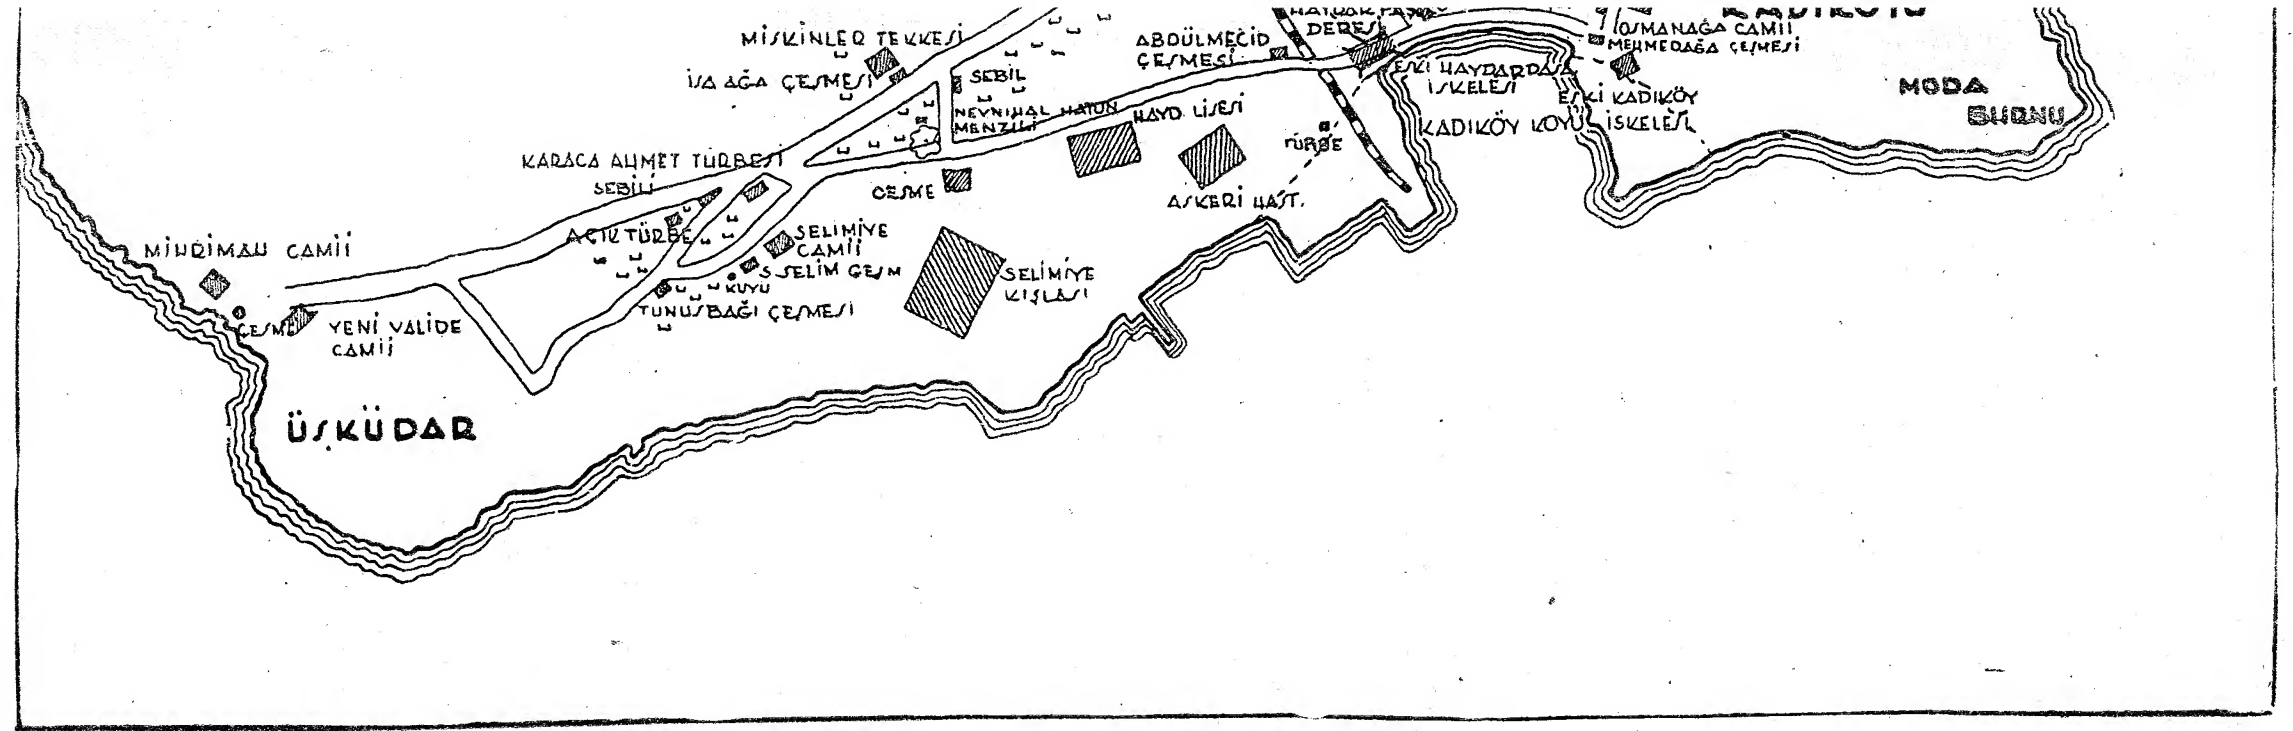 KADIKÖYÜ
HAYDARPAŞA
DERESİ
OSMANAĞA CAMİİ
MEHMEDAĞA ÇEŞMESİ
MİSKİNLER TEKKESİ
ABDÜLMECİD
ÇEŞMESİ
İSA AĞA ÇEŞMESİ
SEBİL
ESKİ HAYDARPAŞA
İSKELESİ
MODA
BURNU
ESKİ KADIKÖY
İSKELESİ
NEVNİHAL HATUN
MENZİLİ
HAYD. LİSESİ
KADIKÖY KOYU
TÜRBE
KARACA AHMET TÜRBESİ
SEBİLİ
ÇEŞME
ASKERİ HAST.
AÇIK TÜRBE
SELİMİYE
CAMİİ
MİHRİMAH CAMİİ
S.SELİM ÇEŞM
KUYU
SELİMİYE
KIŞLASI
TUNUSBAĞI ÇEŞMESİ
ÇEŞME
YENİ VALİDE
CAMİİ
ÜSKÜDAR